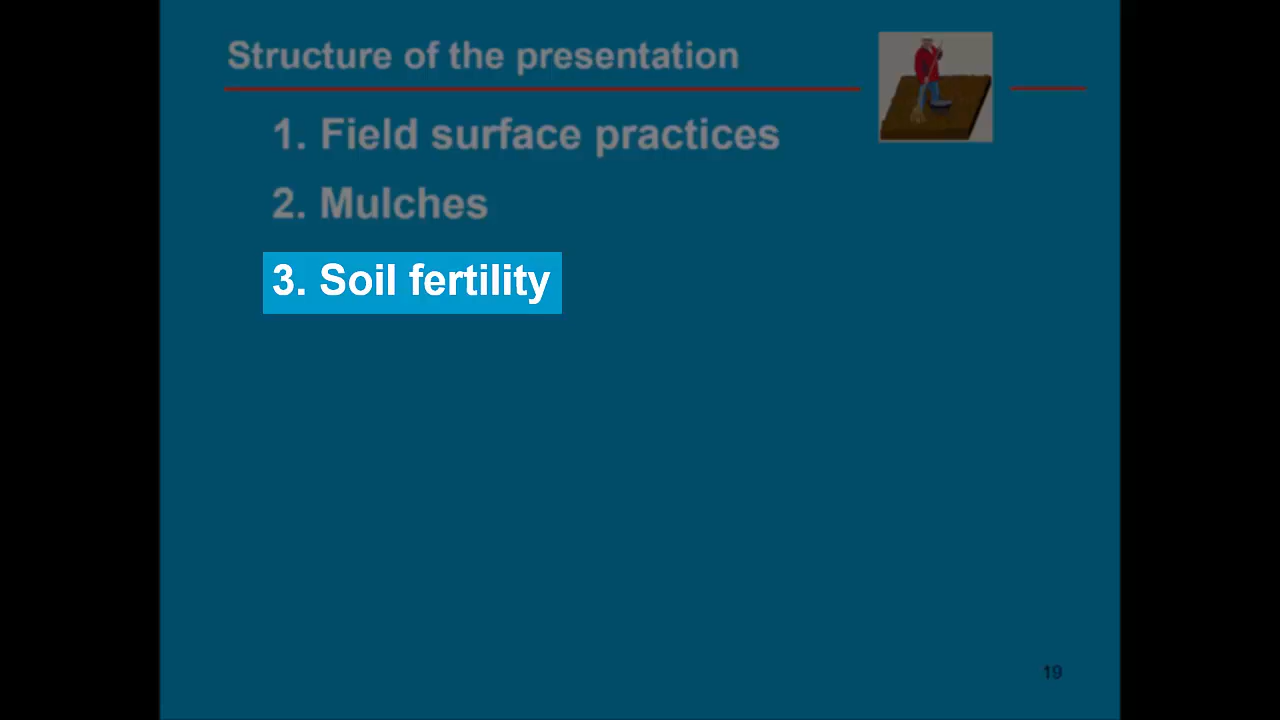 Structure of the presentation
1. Field surface practices
2. Mulches
3. Soil fertility
19